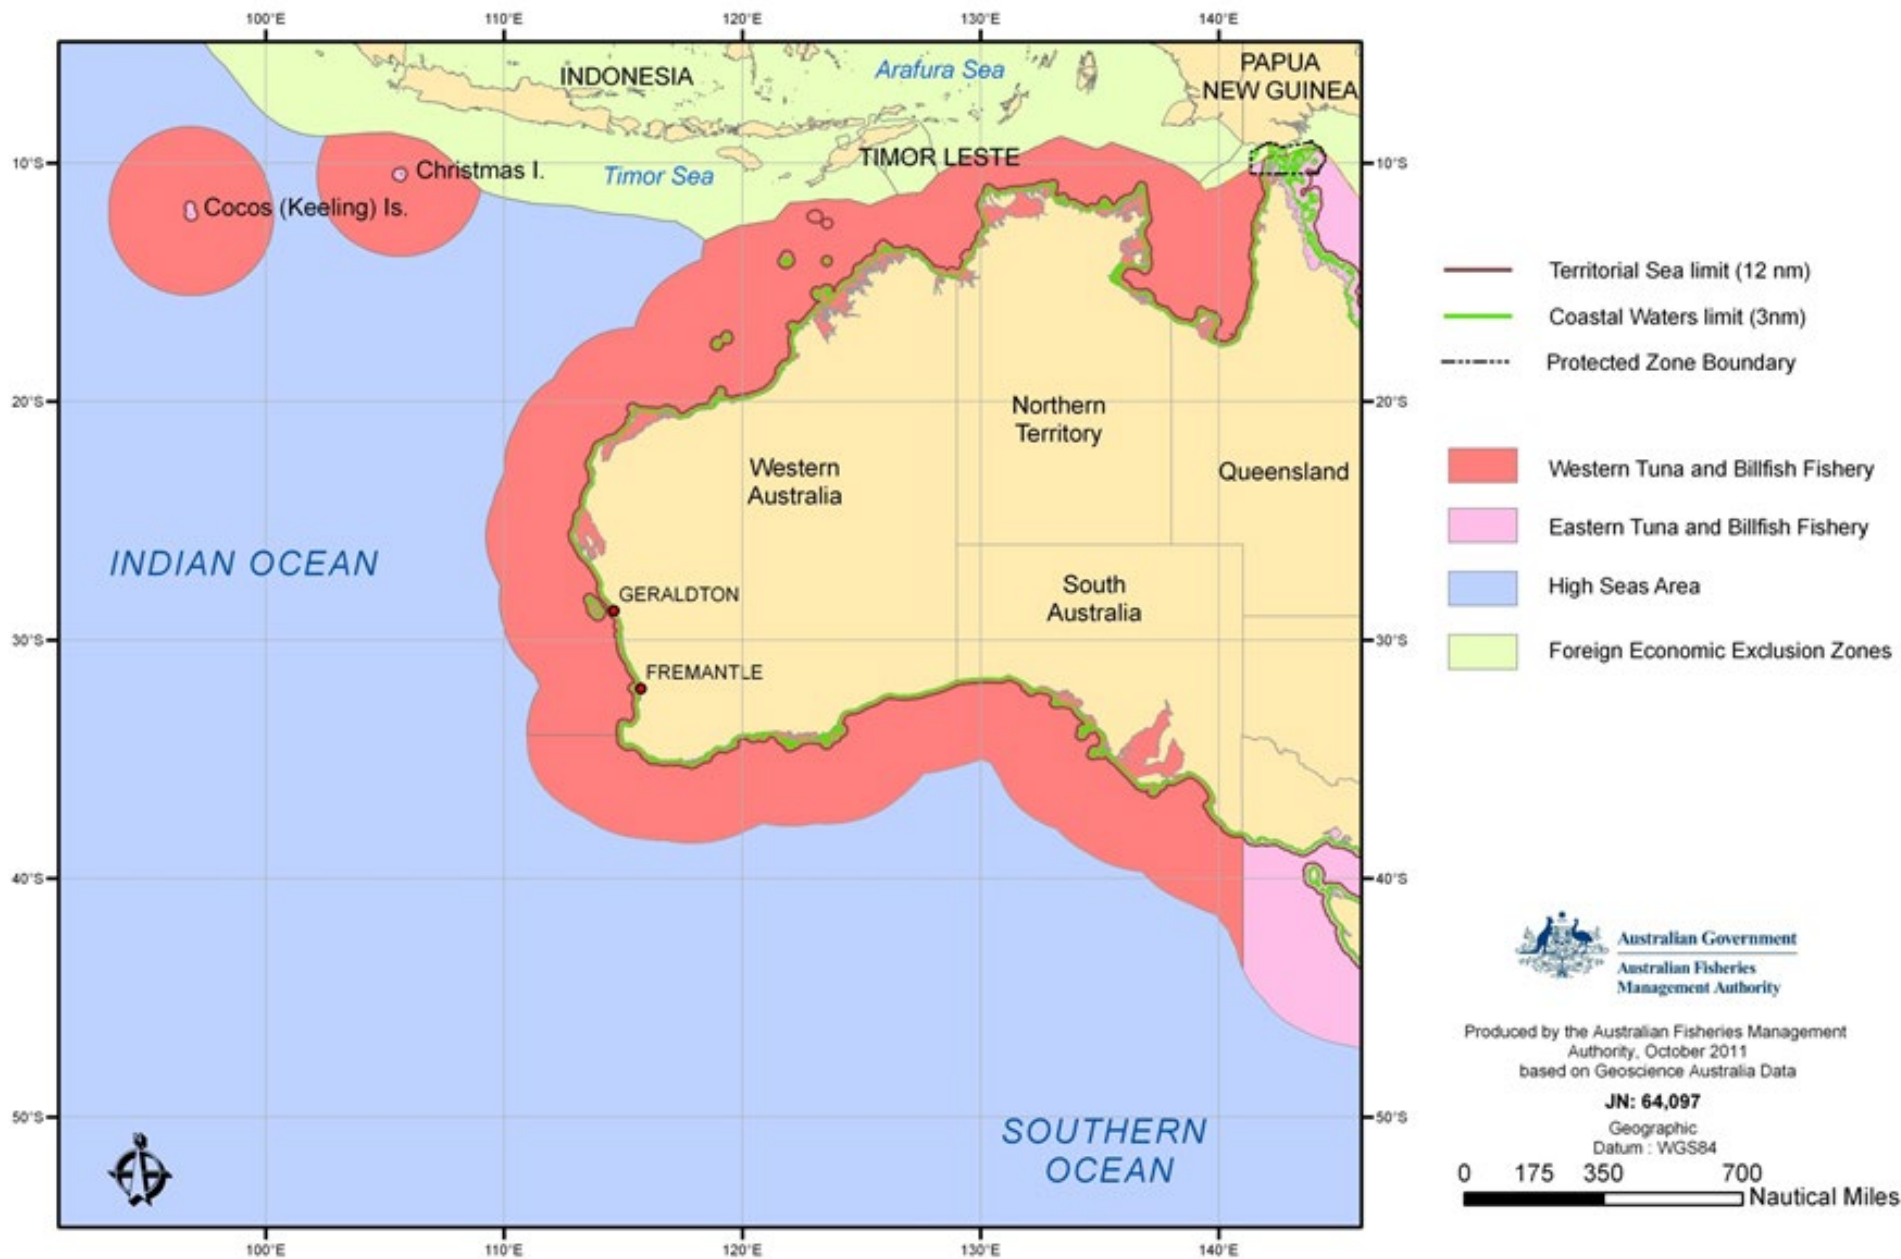 100°E 110°E 120°E 130°E 140°E
INDONESIA
Arafura Sea
PAPUA
NEW GUINEA
10°S
Christmas I.
Timor Sea
TIMOR LESTE
10°S
Cocos (Keeling) Is.
20°S
Northern
Territory
20°S
Western
Australia
Queensland
INDIAN OCEAN
GERALDTON
South
Australia
30°S
FREMANTLE
30°S
40°S
40°S
50°S
SOUTHERN
OCEAN
50°S
100°E 110°E 120°E 130°E 140°E
Territorial Sea limit (12 nm)
Coastal Waters limit (3nm)
Protected Zone Boundary
Western Tuna and Billfish Fishery
Eastern Tuna and Billfish Fishery
High Seas Area
Foreign Economic Exclusion Zones
Australian Government
Australian Fisheries
Management Authority
Produced by the Australian Fisheries Management
Authority, October 2011
based on Geoscience Australia Data
JN: 64,097
Geographic
Datum : WGS84
0 175 350 700
Nautical Miles